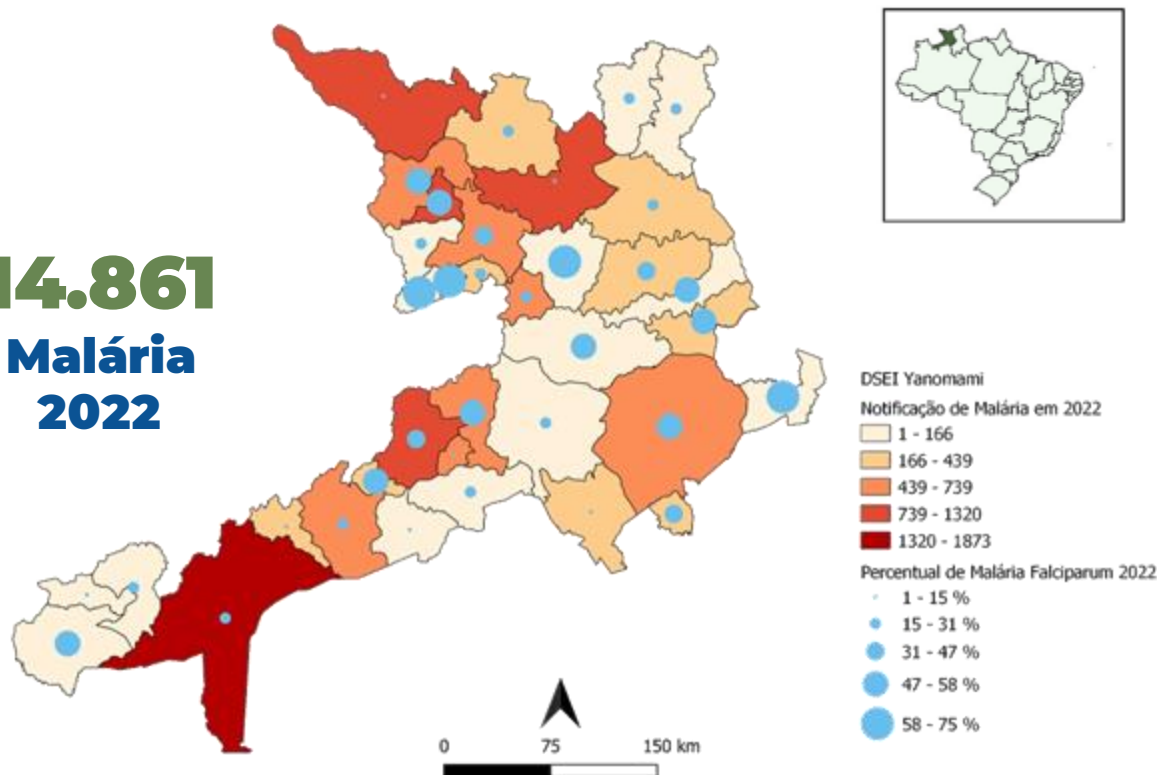 14.861
Malária
2022
DSEI Yanomami
Notificação de Malária em 2022
1 - 166
166 - 439
439 - 739
739 - 1320
1320 - 1873
Percentual de Malária Falciparum 2022
1 - 15 %
15 - 31 %
31 - 47 %
47 - 58 %
58 - 75 %
0 75 150 km